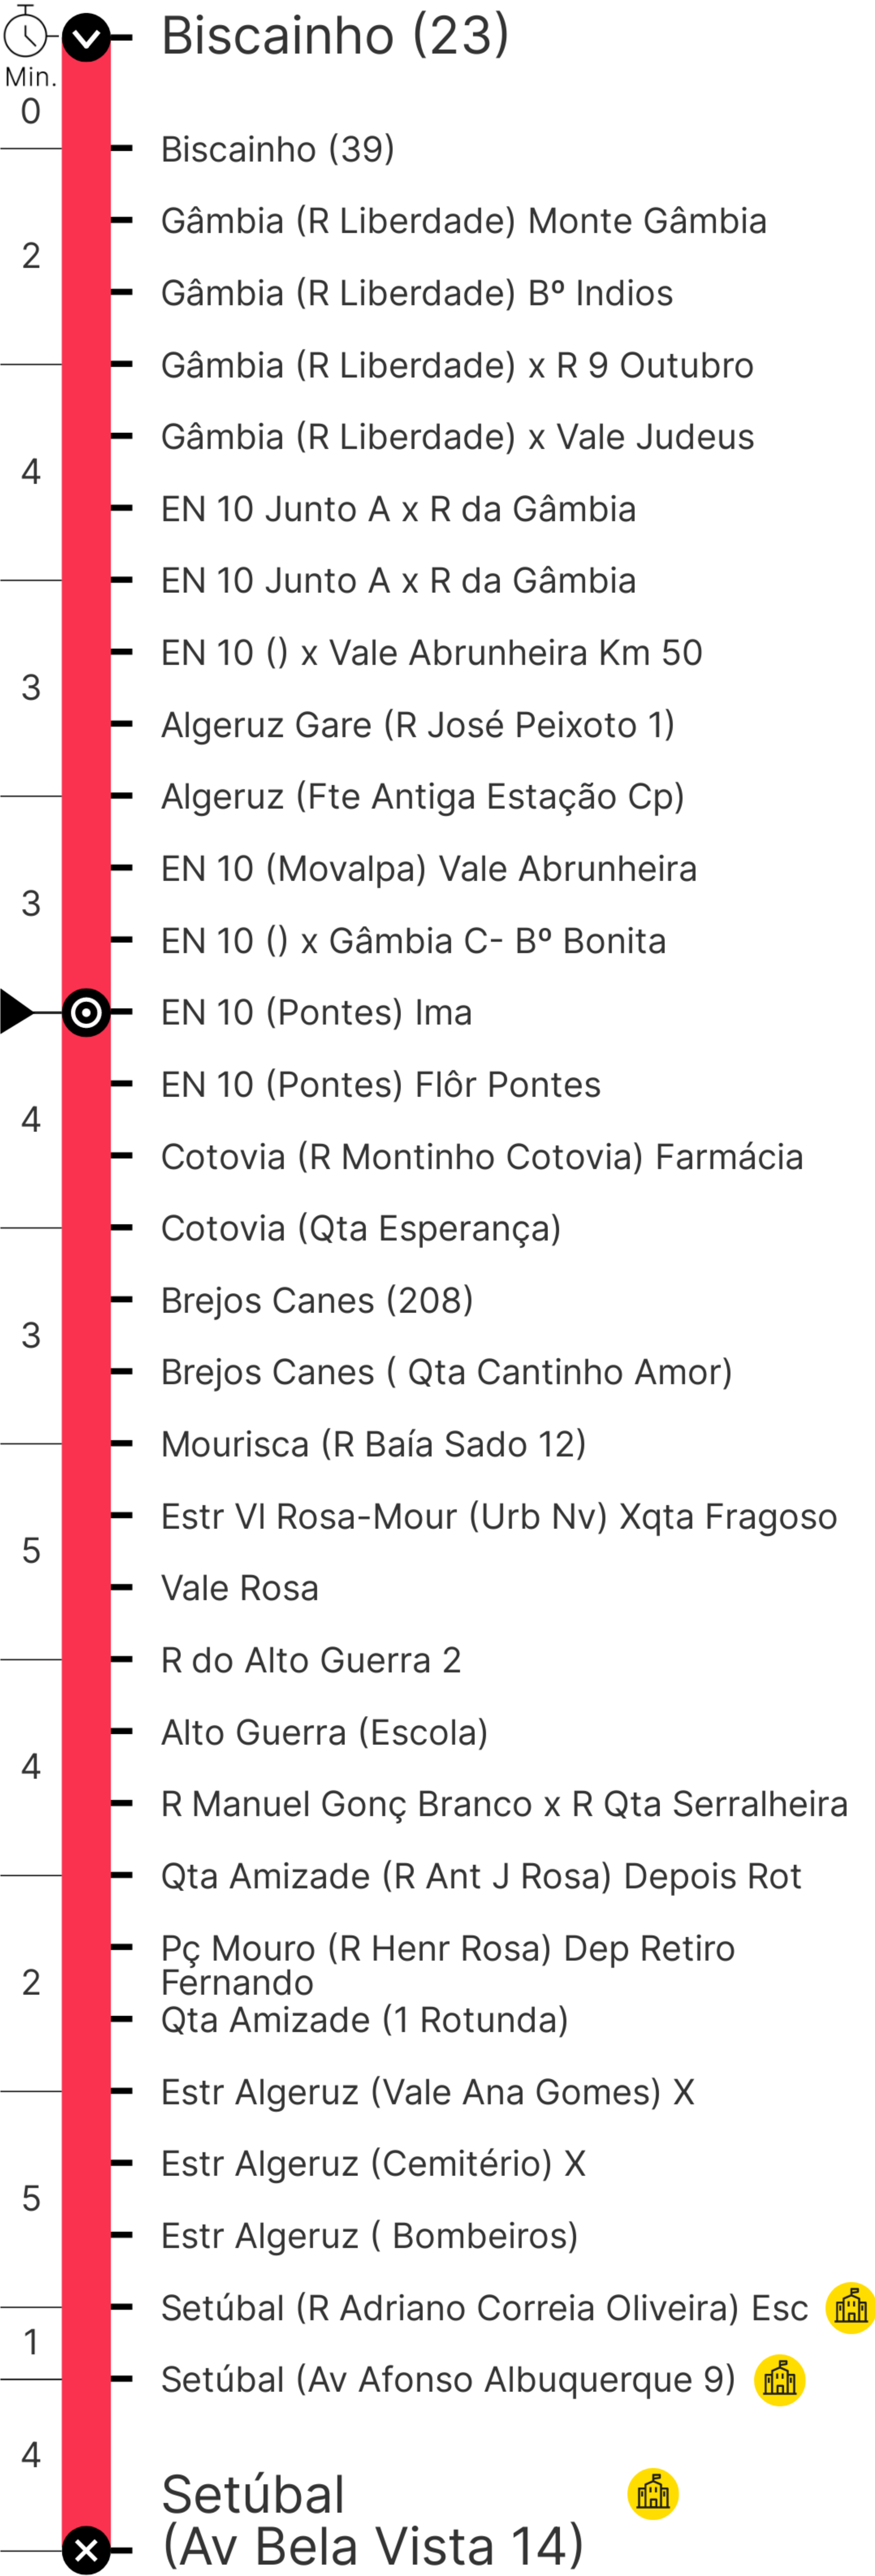 Biscainho (23)
Min.
0
Biscainho (39)
Gâmbia (R Liberdade) Monte Gâmbia
2
Gâmbia (R Liberdade) Bº Indios
Gâmbia (R Liberdade) x R 9 Outubro
Gâmbia (R Liberdade) x Vale Judeus
4
EN 10 Junto A x R da Gâmbia
EN 10 Junto A x R da Gâmbia
EN 10 () x Vale Abrunheira Km 50
3
Algeruz Gare (R José Peixoto 1)
Algeruz (Fte Antiga Estação Cp)
EN 10 (Movalpa) Vale Abrunheira
3
EN 10 () x Gâmbia C- Bº Bonita
EN 10 (Pontes) Ima
EN 10 (Pontes) Flôr Pontes
4
Cotovia (R Montinho Cotovia) Farmácia
Cotovia (Qta Esperança)
Brejos Canes (208)
3
Brejos Canes ( Qta Cantinho Amor)
Mourisca (R Baía Sado 12)
Estr Vl Rosa-Mour (Urb Nv) Xqta Fragoso
5
Vale Rosa
R do Alto Guerra 2
Alto Guerra (Escola)
4
R Manuel Gonç Branco x R Qta Serralheira
Qta Amizade (R Ant J Rosa) Depois Rot
Pç Mouro (R Henr Rosa) Dep Retiro
Fernando
2
Qta Amizade (1 Rotunda)
Estr Algeruz (Vale Ana Gomes) X
Estr Algeruz (Cemitério) X
5
Estr Algeruz ( Bombeiros)
Setúbal (R Adriano Correia Oliveira) Esc
1
Setúbal (Av Afonso Albuquerque 9)
4
Setúbal
(Av Bela Vista 14)